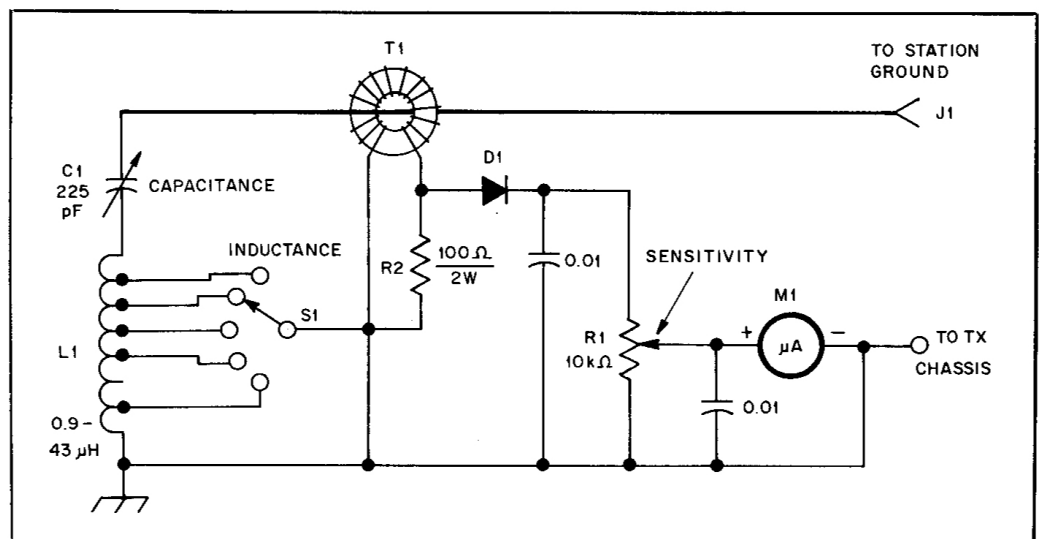 T1
TO STATION
GROUND
J1
D1
C1
225
pF
CAPACITANCE
INDUCTANCE
R2
100Ω
2W
0.01
SENSITIVITY
M1
S1
L1
R1
10kΩ
+
µA
−
TO TX
CHASSIS
0.01
0.9–
43 µH